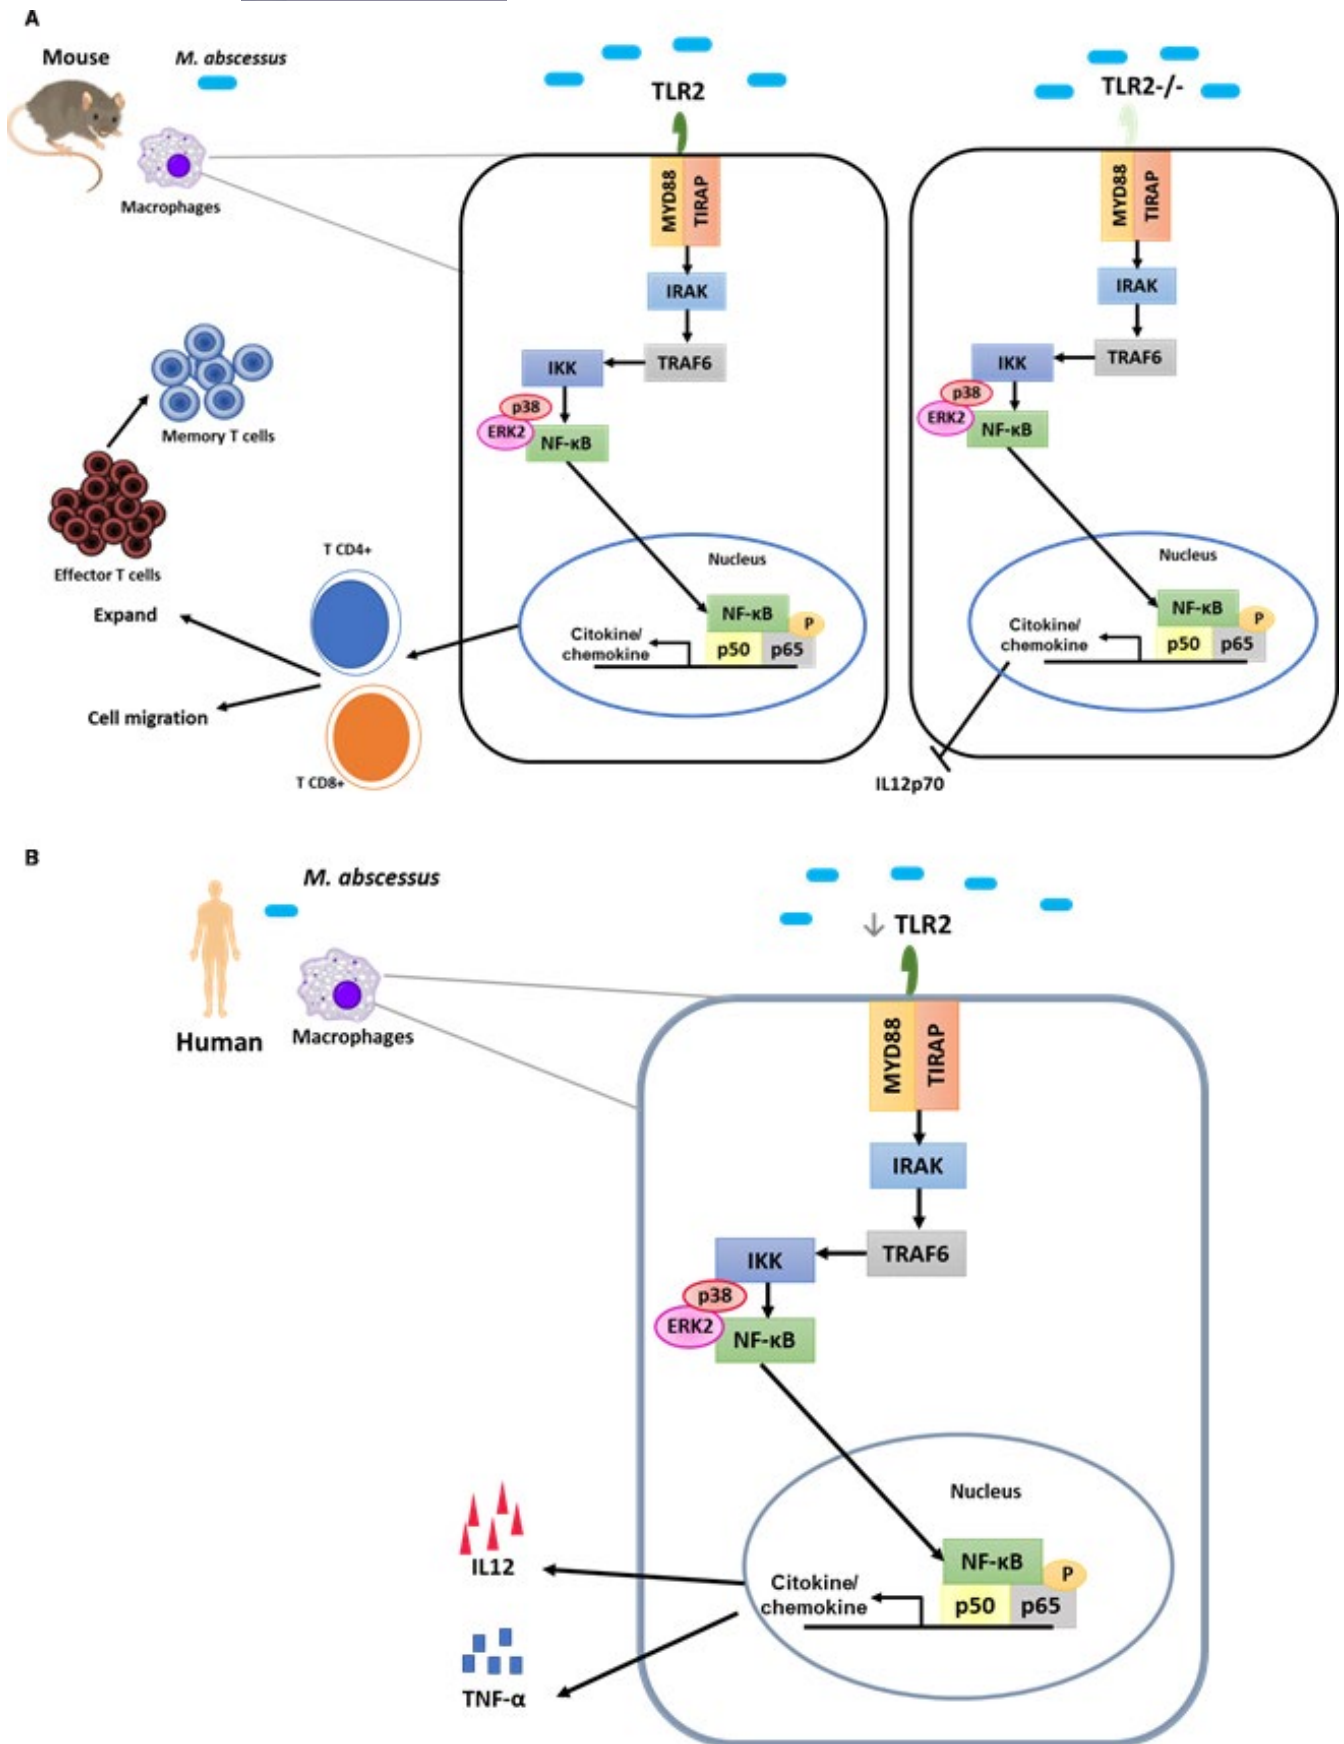 A
Mouse
M. abscessus
Macrophages
TLR2
MYD88
TIRAP
IRAK
TRAF6
IKK
p38
ERK2
NF-κB
Nucleus
NF-κB
P
p50
p65
Citokine/
chemokine
Memory T cells
Effector T cells
T CD4+
Expand
Cell migration
T CD8+
TLR2-/-
MYD88
TIRAP
IRAK
TRAF6
IKK
p38
ERK2
NF-κB
Nucleus
NF-κB
P
p50
p65
Citokine/
chemokine
IL12p70
B
M. abscessus
Human
Macrophages
↓ TLR2
MYD88
TIRAP
IRAK
TRAF6
IKK
p38
ERK2
NF-κB
Nucleus
NF-κB
P
p50
p65
Citokine/
chemokine
IL12
TNF-α